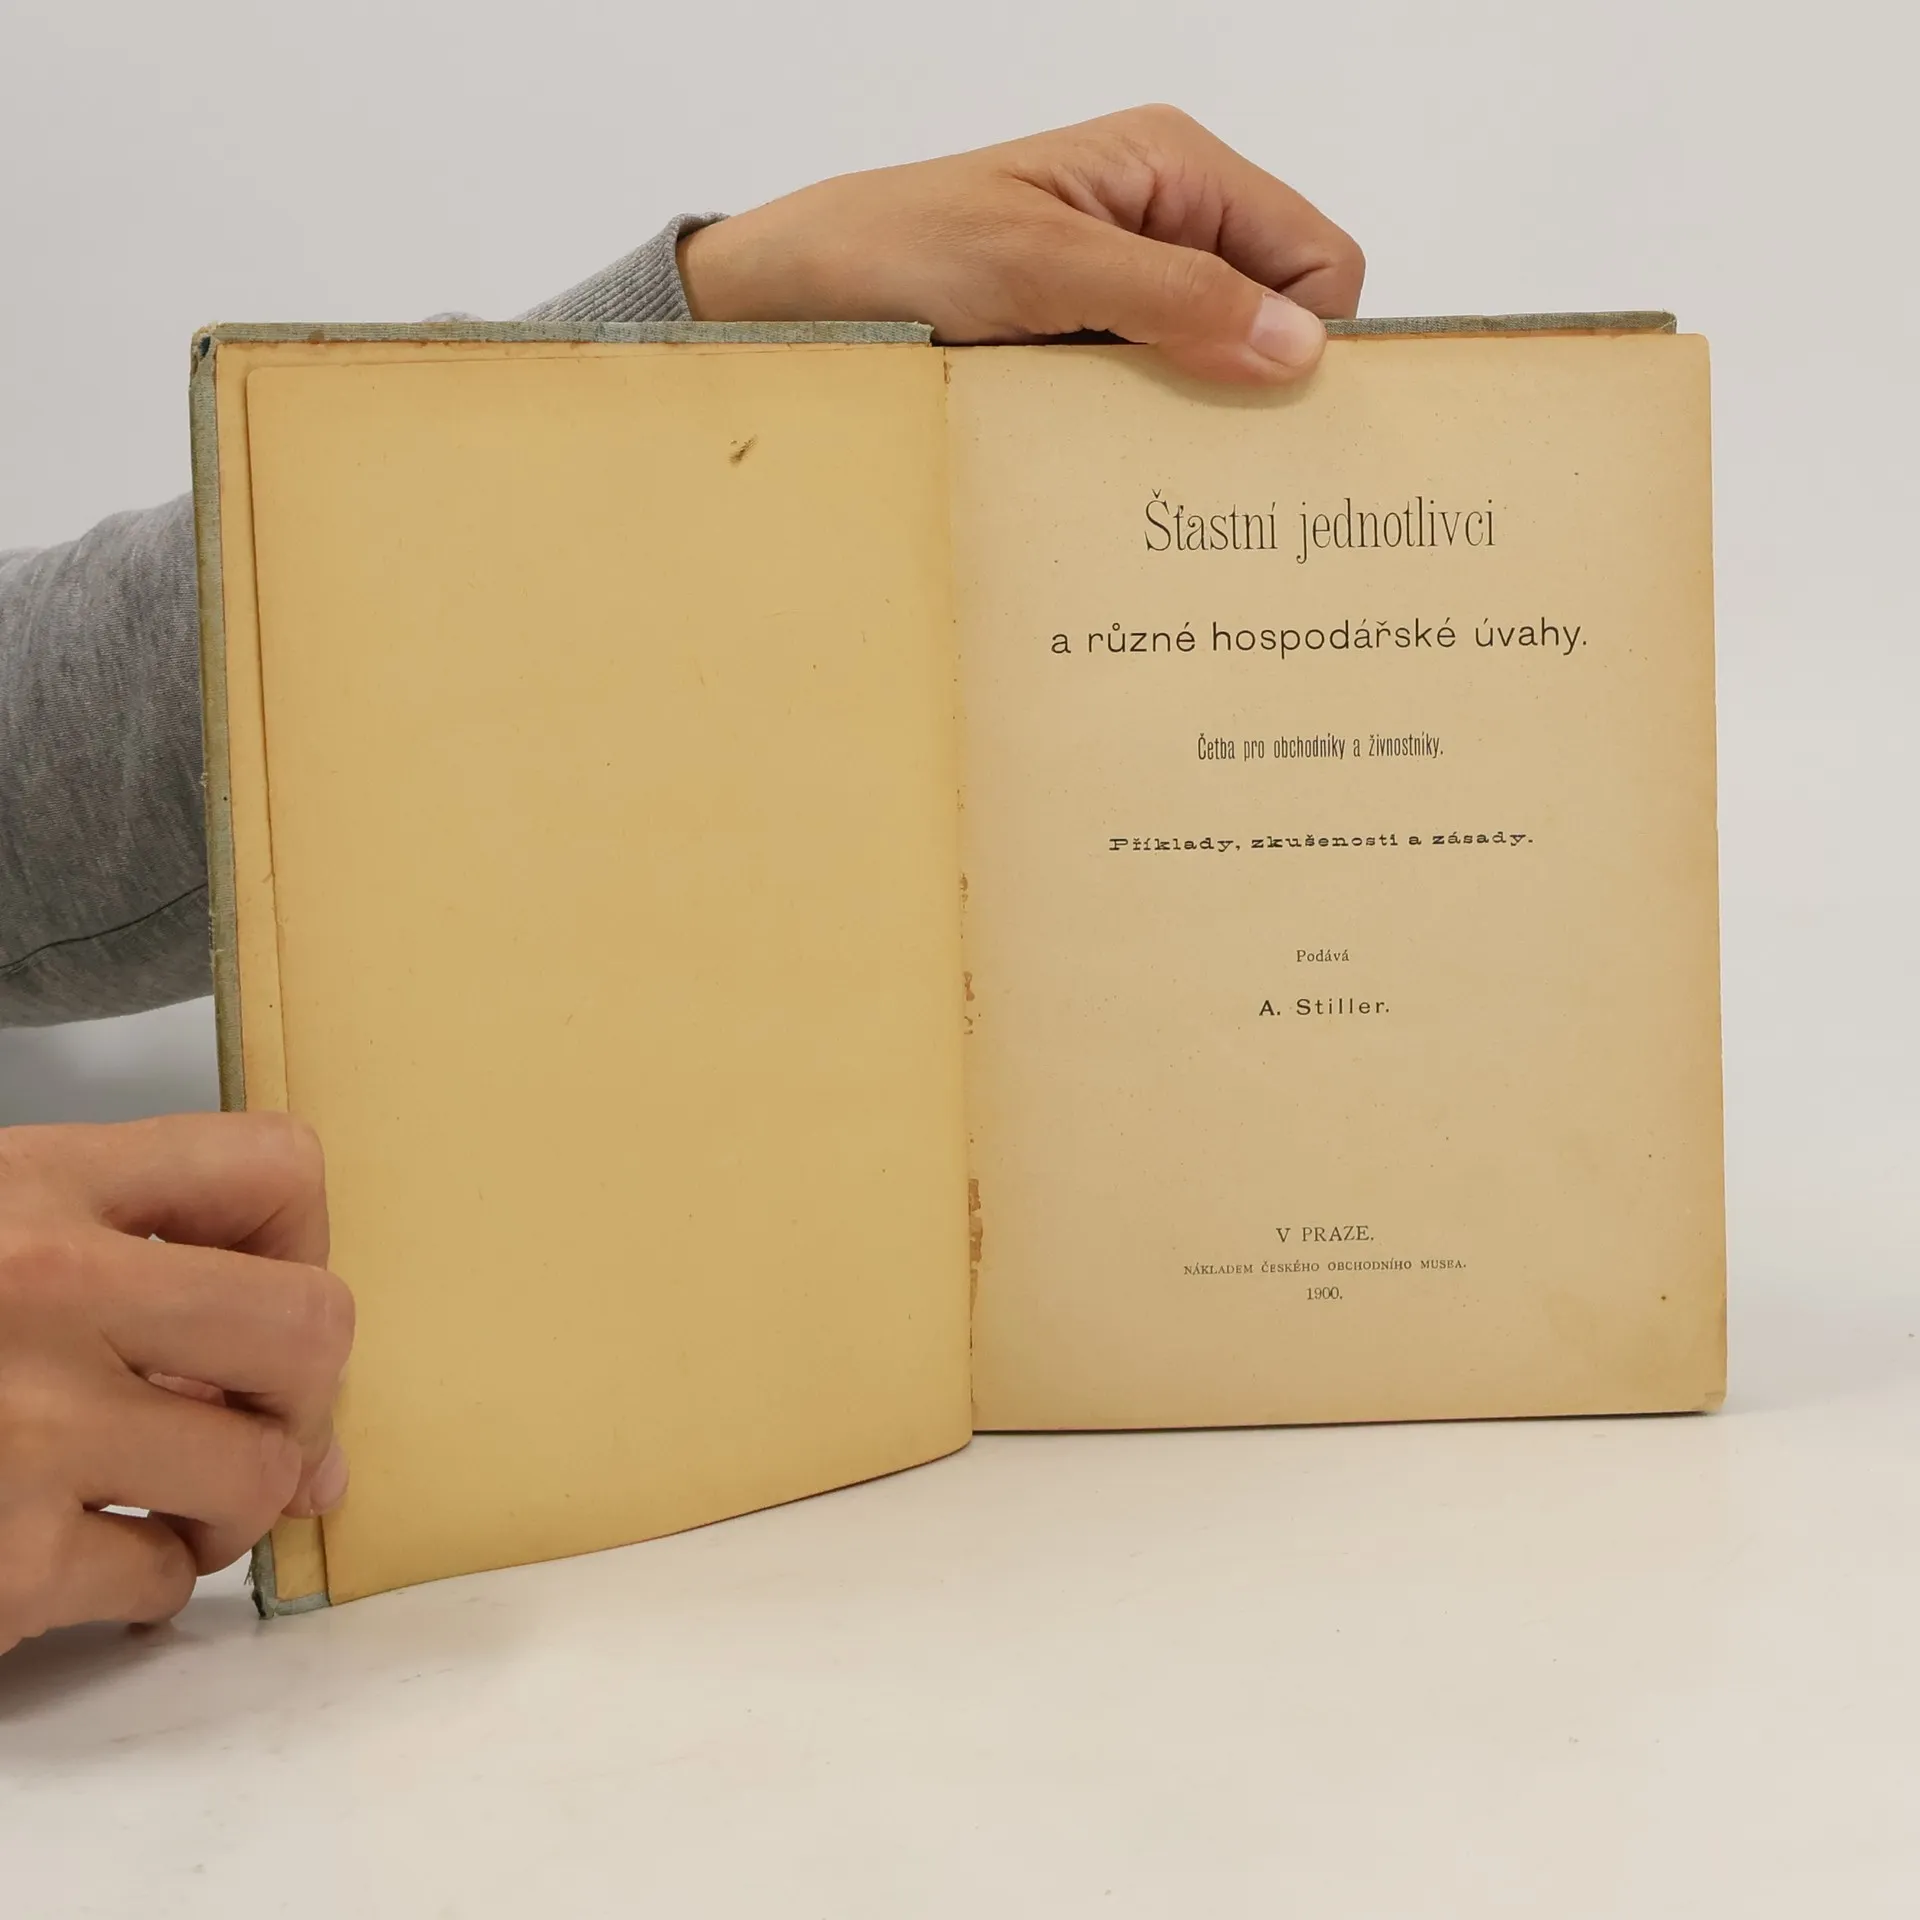 Šťastní jednotlivci
a různé hospodářské úvahy.
Četba pro obchodníky a živnostníky.
Příklady, zkušenosti a zásady.
Podává
A. Stiller.
V PRAZE.
NÁKLADEM ČESKÉHO OBCHODNÍHO MUSEA.
1900.